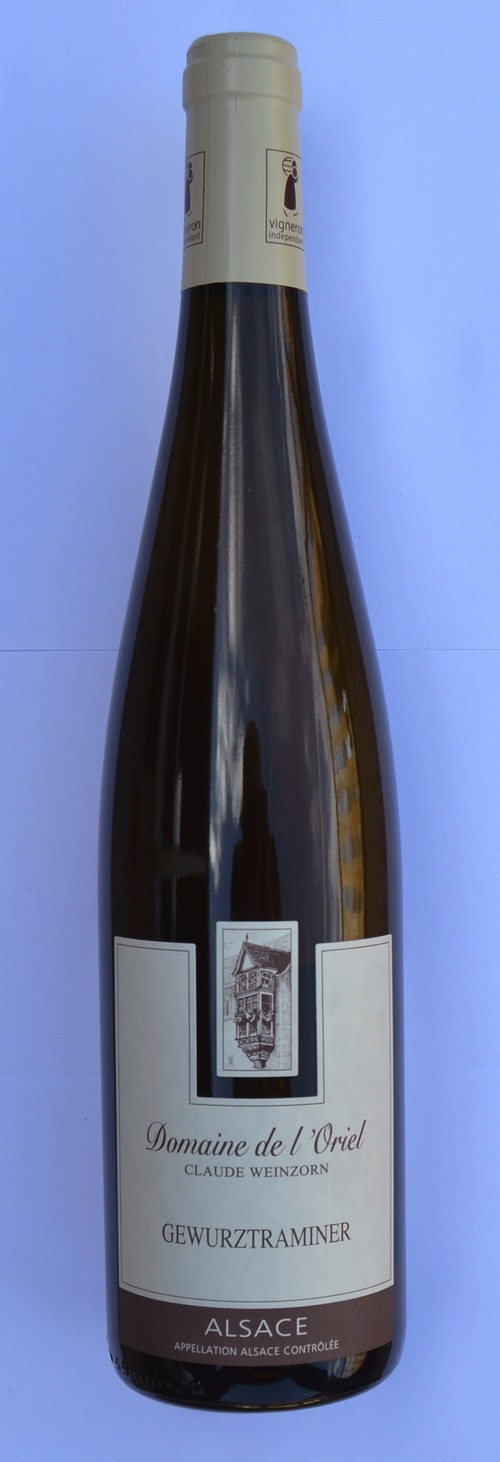 vigneron
indépendant
Domaine de l'Oriel
CLAUDE WEINZORN
GEWURZTRAMINER
ALSACE
APPELLATION ALSACE CONTRÔLÉE